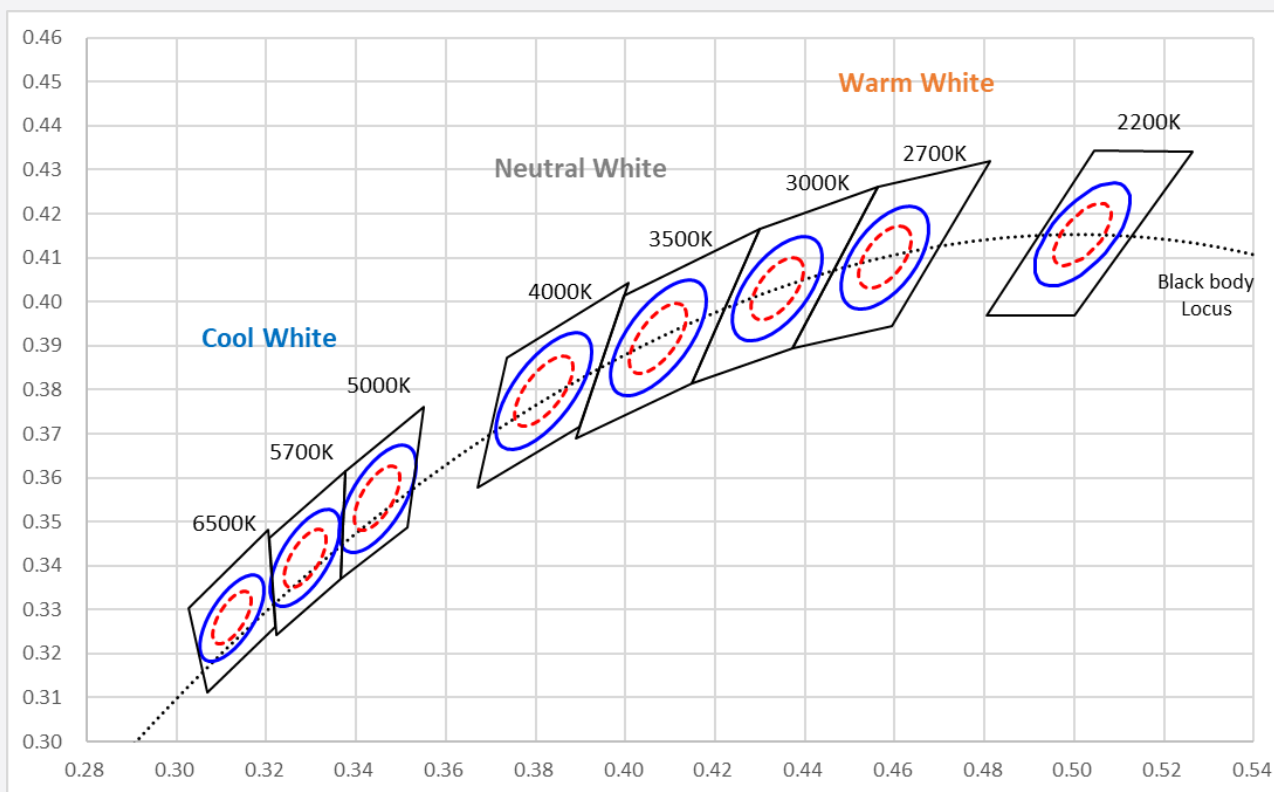 0.46
0.45
Warm White
0.44
2200K
0.43
Neutral White
2700K
3000K
0.42
3500K
0.41
4000K
Black body
Locus
0.40
Cool White
0.39
5000K
0.38
0.37
5700K
0.36
0.35
6500K
0.34
0.33
0.32
0.31
0.30
0.28 0.30 0.32 0.34 0.36 0.38 0.40 0.42 0.44 0.46 0.48 0.50 0.52 0.54